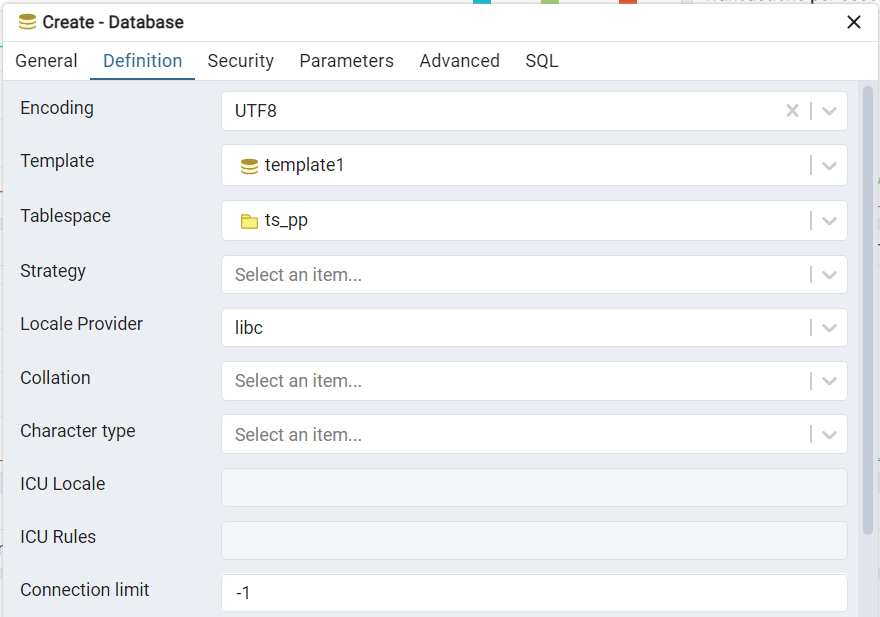 Create - Database
General Definition Security Parameters Advanced SQL
Encoding UTF8
Template template1
Tablespace ts_pp
Strategy Select an item...
Locale Provider libc
Collation Select an item...
Character type Select an item...
ICU Locale
ICU Rules
Connection limit -1